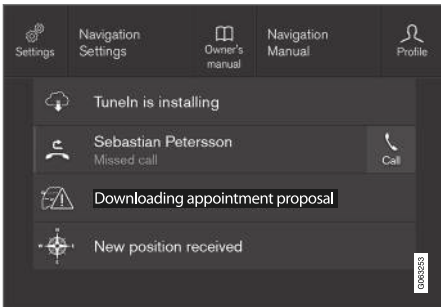 Settings
Navigation
Settings
Owner's
manual
Navigation
Manual
Profile
TuneIn is installing
Sebastian Petersson
Missed call
Call
Downloading appointment proposal
New position received
G063253